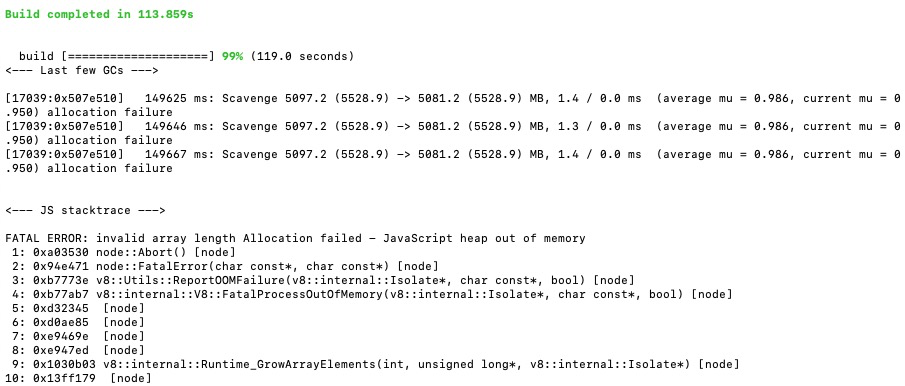 Build completed in 113.859s
build [=====================] 99% (119.0 seconds)
<--- Last few GCs --->
[17039:0x507e510]   149625 ms: Scavenge 5097.2 (5528.9) -> 5081.2 (5528.9) MB, 1.4 / 0.0 ms  (average mu = 0.986, current mu = 0
.950) allocation failure
[17039:0x507e510]   149646 ms: Scavenge 5097.2 (5528.9) -> 5081.2 (5528.9) MB, 1.3 / 0.0 ms  (average mu = 0.986, current mu = 0
.950) allocation failure
[17039:0x507e510]   149667 ms: Scavenge 5097.2 (5528.9) -> 5081.2 (5528.9) MB, 1.4 / 0.0 ms  (average mu = 0.986, current mu = 0
.950) allocation failure
<--- JS stacktrace --->
FATAL ERROR: invalid array length Allocation failed - JavaScript heap out of memory
 1: 0xa03530 node::Abort() [node]
 2: 0x94e471 node::FatalError(char const*, char const*) [node]
 3: 0xb7773e v8::Utils::ReportOOMFailure(v8::internal::Isolate*, char const*, bool) [node]
 4: 0xb77ab7 v8::internal::V8::FatalProcessOutOfMemory(v8::internal::Isolate*, char const*, bool) [node]
 5: 0xd32345  [node]
 6: 0xd0ae85  [node]
 7: 0xe9469e  [node]
 8: 0xe947ed  [node]
 9: 0x1030b03 v8::internal::Runtime_GrowArrayElements(int, unsigned long*, v8::internal::Isolate*) [node]
10: 0x13ff179  [node]